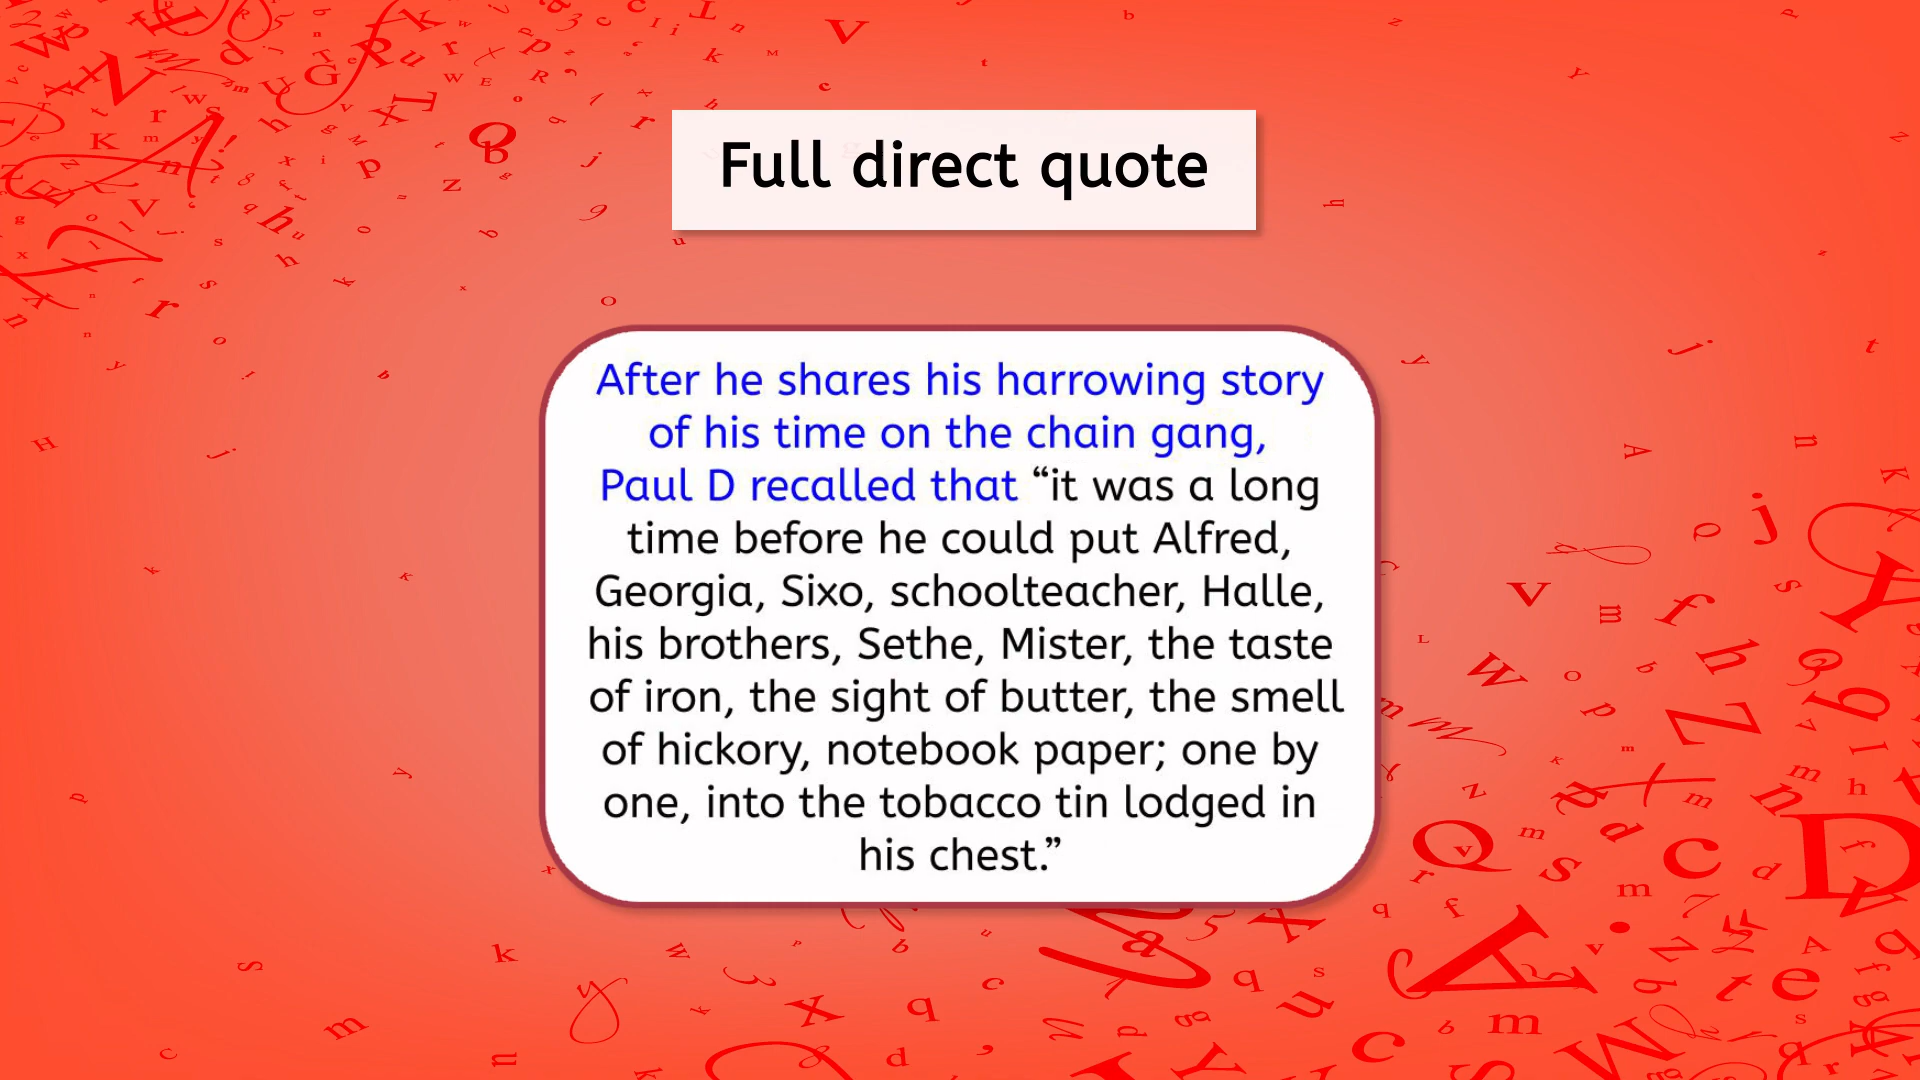 Full direct quote
After he shares his harrowing story
of his time on the chain gang,
Paul D recalled that “it was a long
time before he could put Alfred,
Georgia, Sixo, schoolteacher, Halle,
his brothers, Sethe, Mister, the taste
of iron, the sight of butter, the smell
of hickory, notebook paper; one by
one, into the tobacco tin lodged in
his chest.”